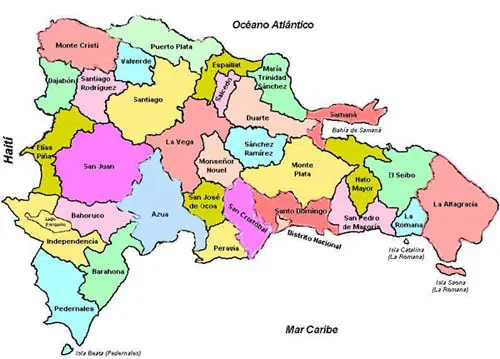 Océano Atlántico
Monte Cristi
Puerto Plata
Valverde
Espaillat
María
Trinidad
Sánchez
Dajabón
Santiago
Rodríguez
Santiago
Salcedo
Duarte
Samaná
Bahía de Samaná
Haití
Elías
Piña
San Juan
La Vega
Monseñor
Nouel
Sánchez
Ramírez
Monte
Plata
Hato
Mayor
El Seibo
La Altagracia
Lago
Enriquillo
Bahoruco
Azua
San José
de Ocoa
San Cristóbal
Santo Domingo
San Pedro
de Macorís
La
Romana
Independencia
Peravia
Distrito Nacional
Isla Catalina
(La Romana)
Barahona
Isla Saona
(La Romana)
Pedernales
Mar Caribe
Isla Beata (Pedernales)